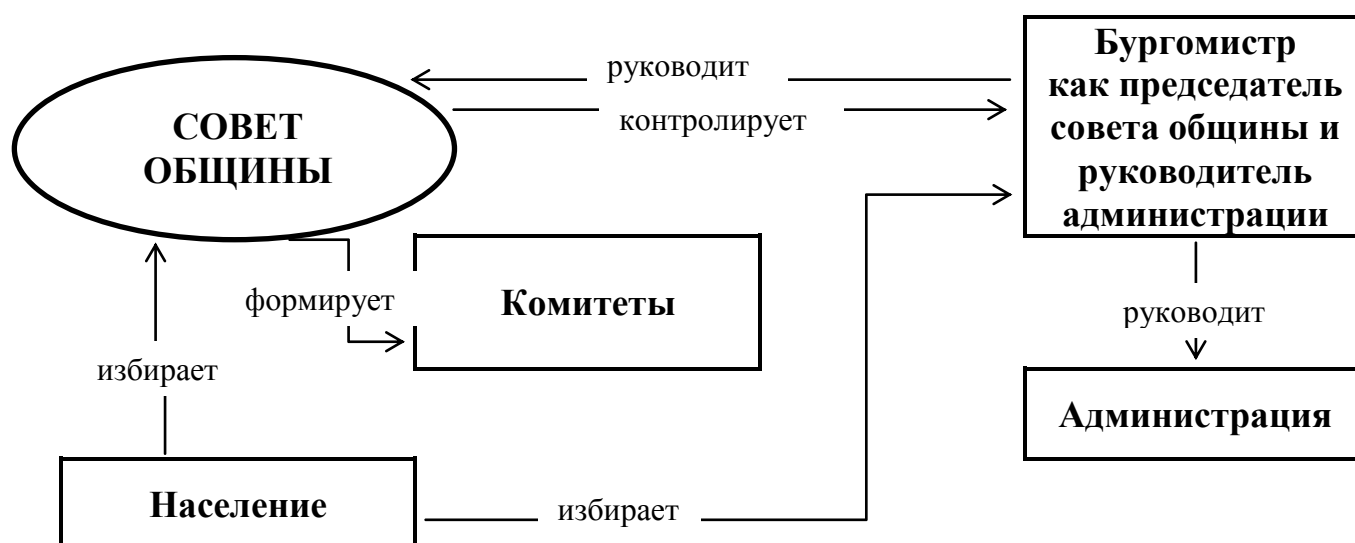 Бургомистр
как председатель
совета общины и
руководитель
администрации
руководит
контролирует
СОВЕТ
ОБЩИНЫ
формирует
Комитеты
руководит
избирает
Администрация
Население
избирает